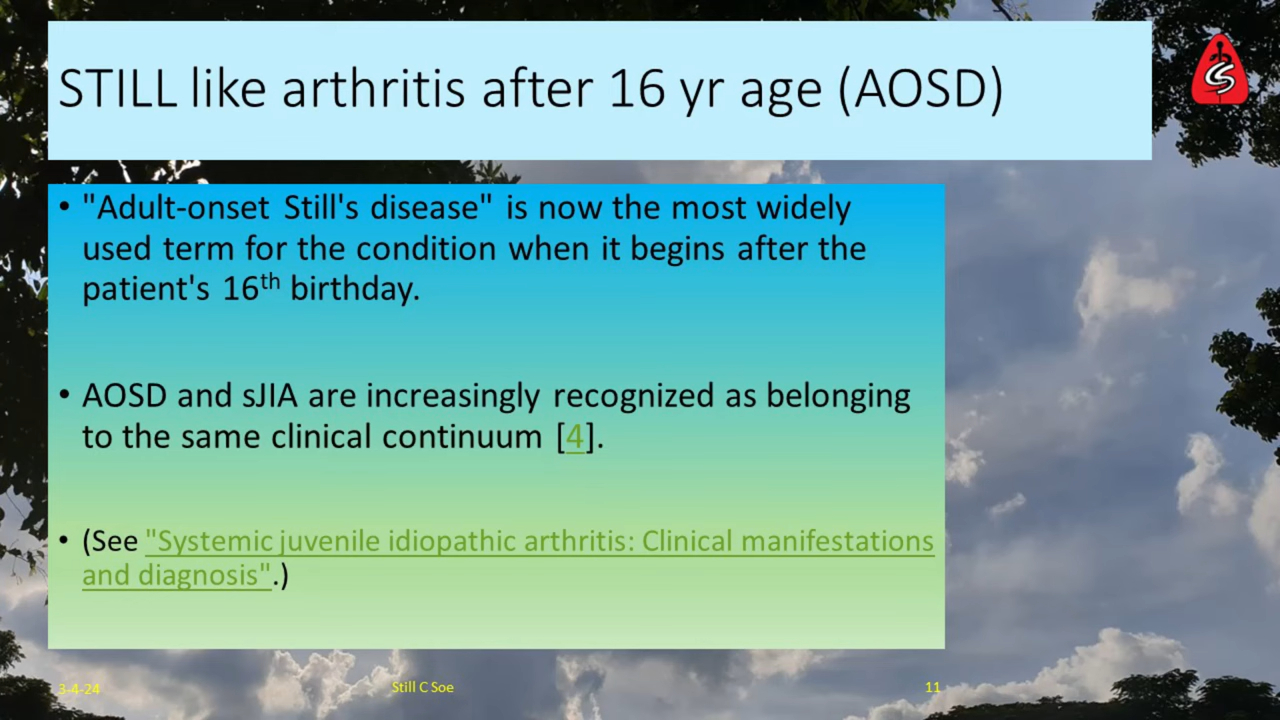 STILL like arthritis after 16 yr age (AOSD)
• "Adult-onset Still's disease" is now the most widely
used term for the condition when it begins after the
patient's 16th birthday.
• AOSD and sJIA are increasingly recognized as belonging
to the same clinical continuum [4].
• (See "Systemic juvenile idiopathic arthritis: Clinical manifestations
and diagnosis".)
3-4-24
Still C Soe
11